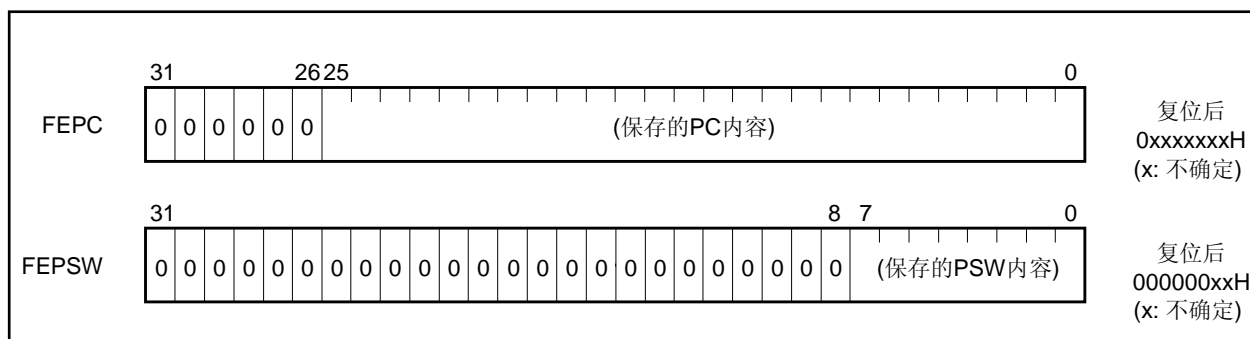 31 26 25 0
FEPC 0 0 0 0 0 0 (保存的PC内容) 复位后
0xxxxxxxH
(x: 不确定)
31 8 7 0
FEPSW 0 0 0 0 0 0 0 0 0 0 0 0 0 0 0 0 0 0 0 0 0 0 0 0 (保存的PSW内容) 复位后
000000xxH
(x: 不确定)